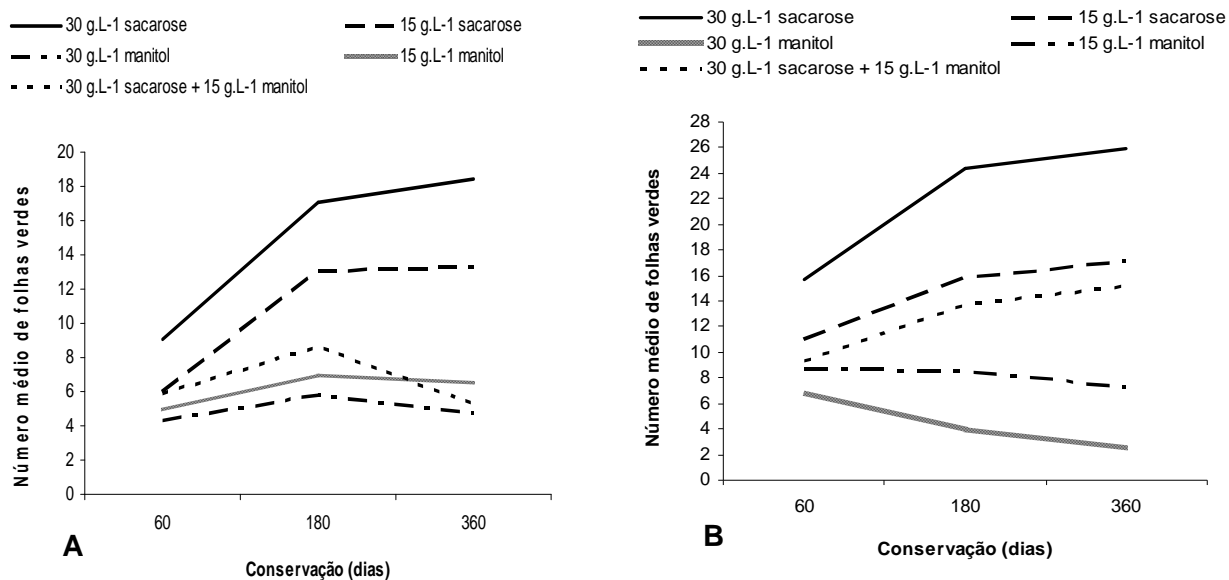 30 g.L-1 sacarose
15 g.L-1 sacarose
30 g.L-1 manitol
15 g.L-1 manitol
30 g.L-1 sacarose + 15 g.L-1 manitol
Número médio de folhas verdes
20
18
16
14
12
10
8
6
4
2
0
60
180
360
A
Conservação (dias)
30 g.L-1 sacarose
15 g.L-1 sacarose
30 g.L-1 manitol
15 g.L-1 manitol
30 g.L-1 sacarose + 15 g.L-1 manitol
Número médio de folhas verdes
28
26
24
22
20
18
16
14
12
10
8
6
4
2
0
60
180
360
B
Conservação (dias)